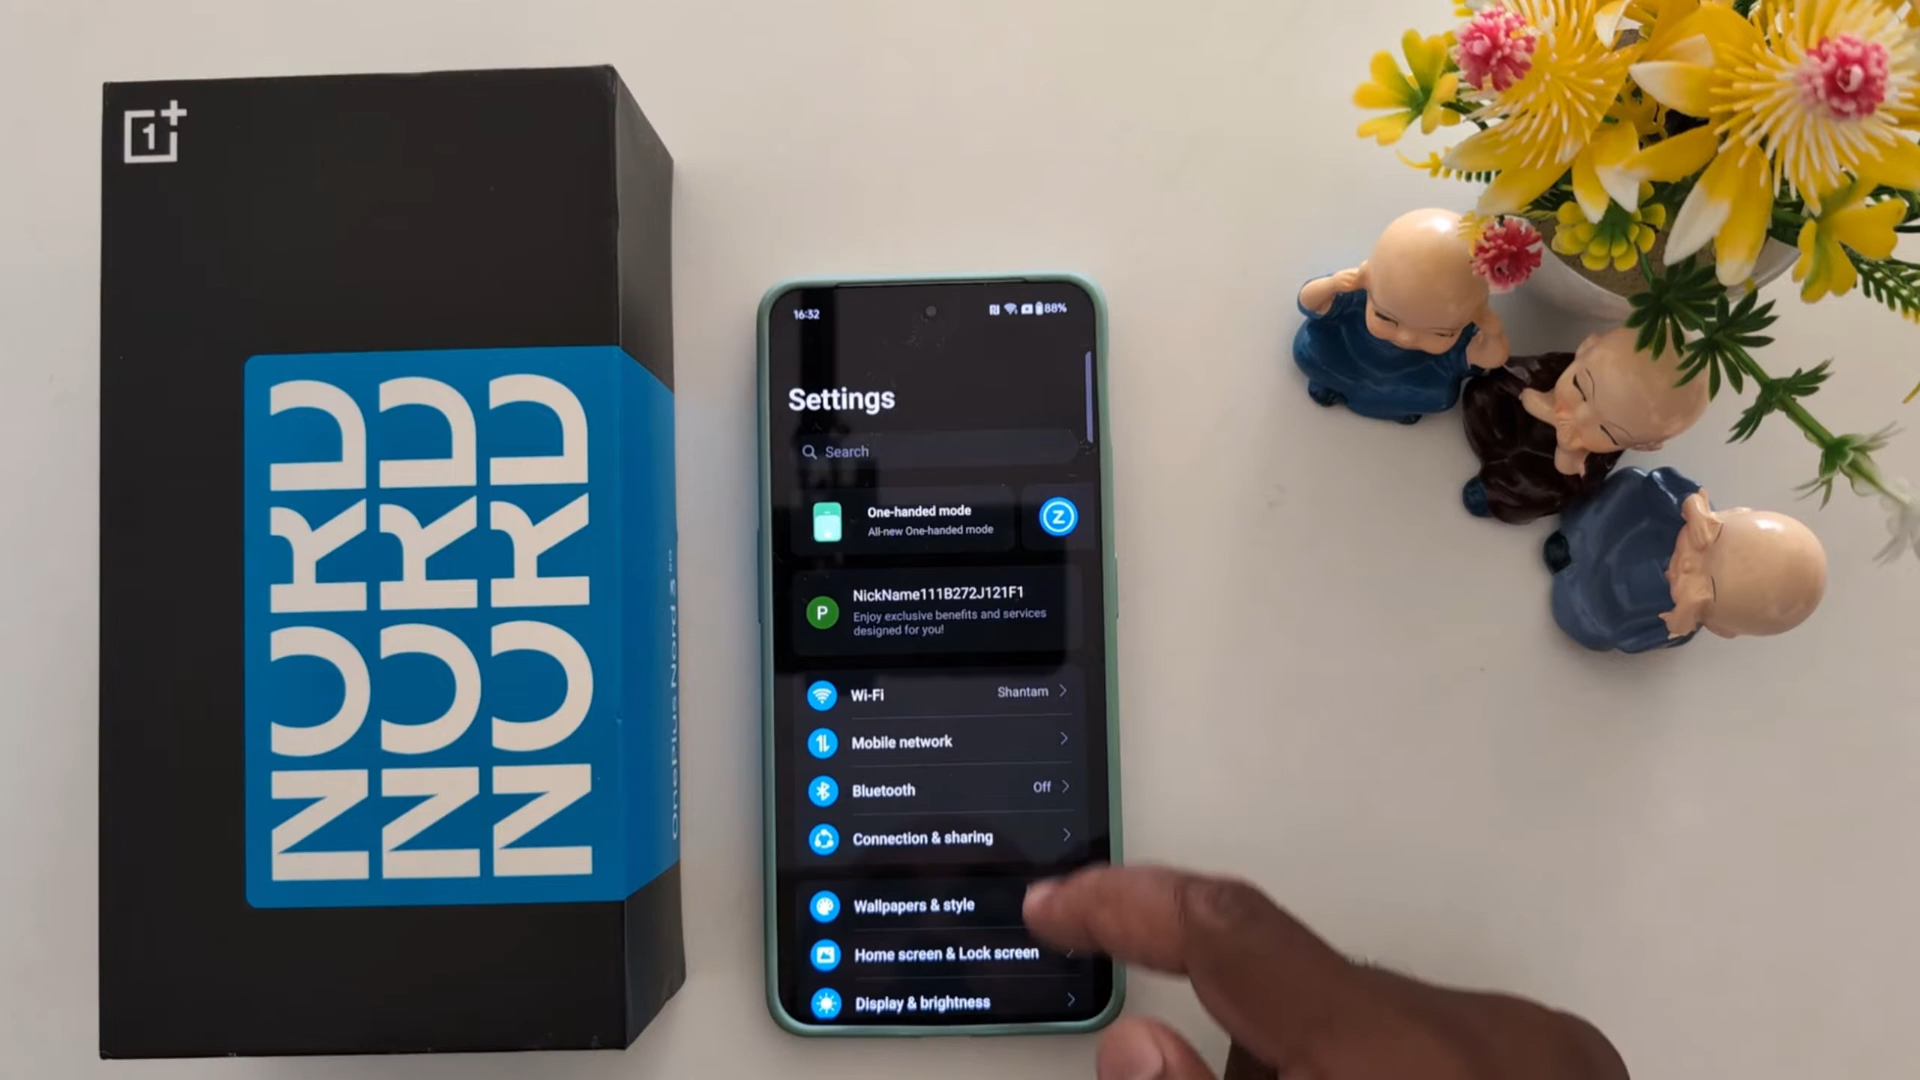 1+
NORD
NORD
NORD
OnePlus Nord
16:32
88%
Settings
Search
One-handed mode
All-new One-handed mode
Z
P
NickName111B272J121F1
Enjoy exclusive benefits and services
designed for you!
Wi-Fi Shantam
Mobile network
Bluetooth Off
Connection & sharing
Wallpapers & style
Home screen & Lock screen
Display & brightness